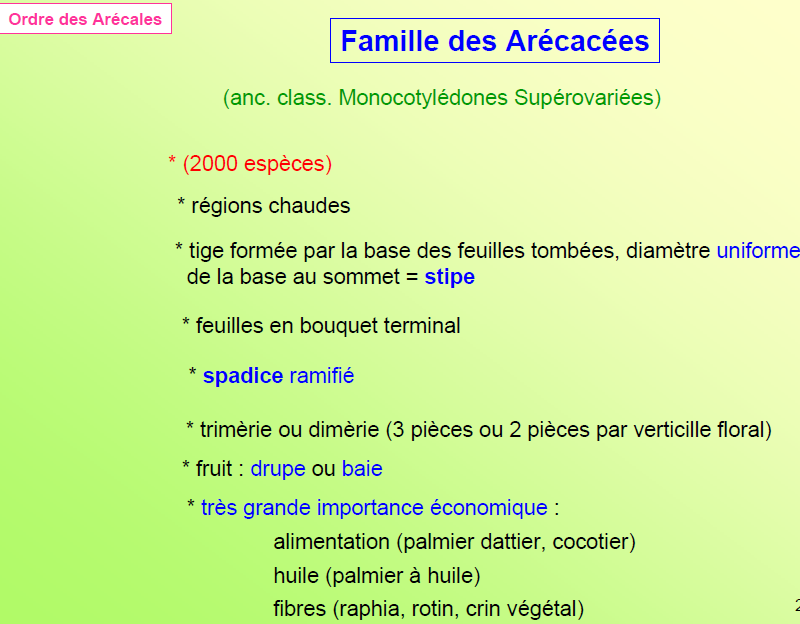 Ordre des Arécales
Famille des Arécacées
(anc. class. Monocotylédones Supérovariées)
* (2000 espèces)
* régions chaudes
* tige formée par la base des feuilles tombées, diamètre uniforme
de la base au sommet = stipe
* feuilles en bouquet terminal
* spadice ramifié
* trimèrie ou dimèrie (3 pièces ou 2 pièces par verticille floral)
* fruit : drupe ou baie
* très grande importance économique :
alimentation (palmier dattier, cocotier)
huile (palmier à huile)
fibres (raphia, rotin, crin végétal)